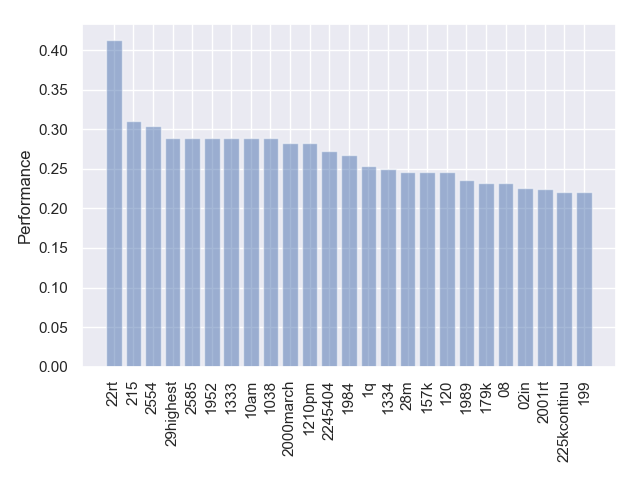 0.40
0.35
0.30
0.25
0.20
0.15
0.10
0.05
0.00
Performance
22rt
215
2554
29highest
2585
1952
1333
10am
1038
2000march
1210pm
2245404
1984
1q
1334
28m
157k
120
1989
179k
08
02in
2001rt
225kcontinu
199